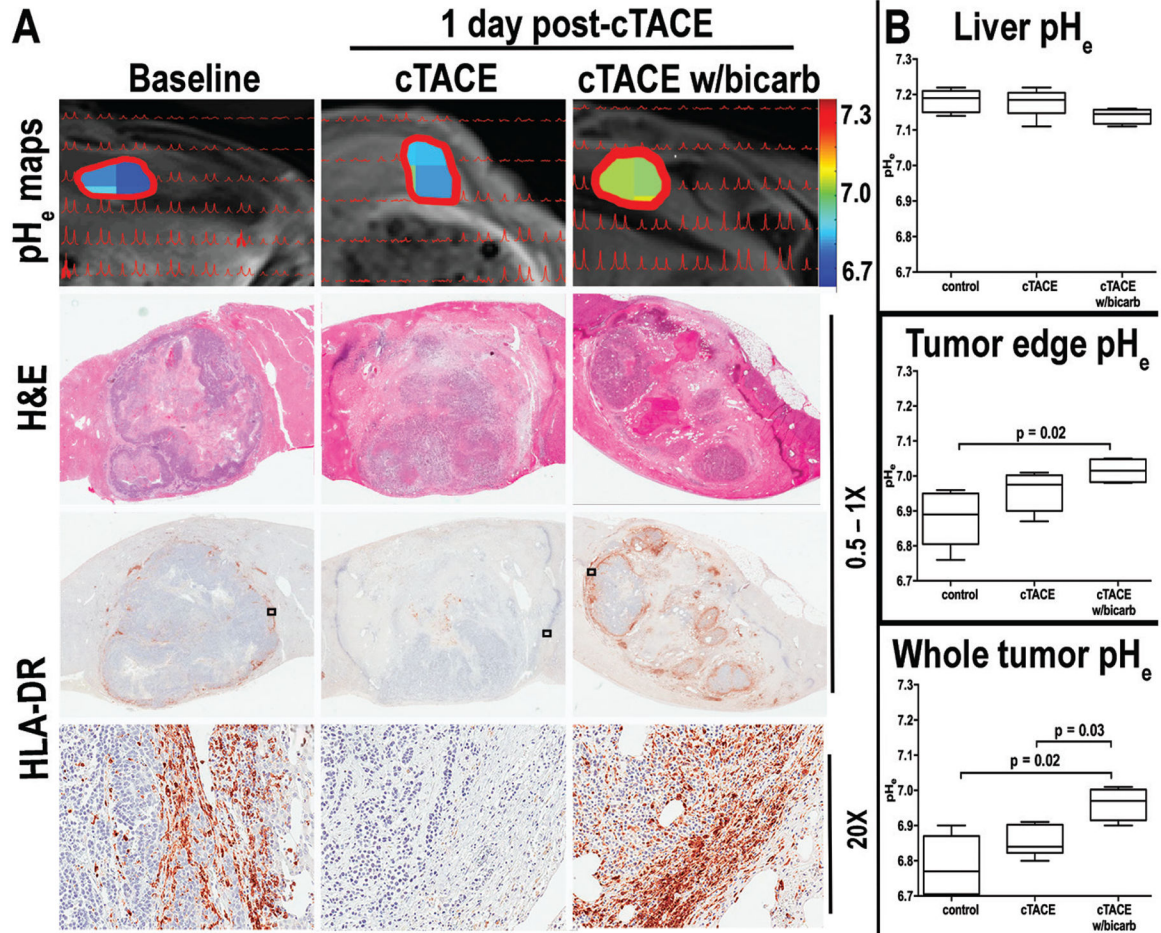 A
1 day post-cTACE
Baseline
cTACE
cTACE w/bicarb
pHe maps
7.3
7.0
6.7
H&E
HLA-DR
0.5 – 1X
20X
B
Liver pHe
pHe
7.3
7.2
7.1
7.0
6.9
6.8
6.7
control
cTACE
cTACE
w/bicarb
Tumor edge pHe
pHe
7.3
7.2
7.1
7.0
6.9
6.8
6.7
p = 0.02
control
cTACE
cTACE
w/bicarb
Whole tumor pHe
pHe
7.3
7.2
7.1
7.0
6.9
6.8
6.7
p = 0.03
p = 0.02
control
cTACE
cTACE
w/bicarb